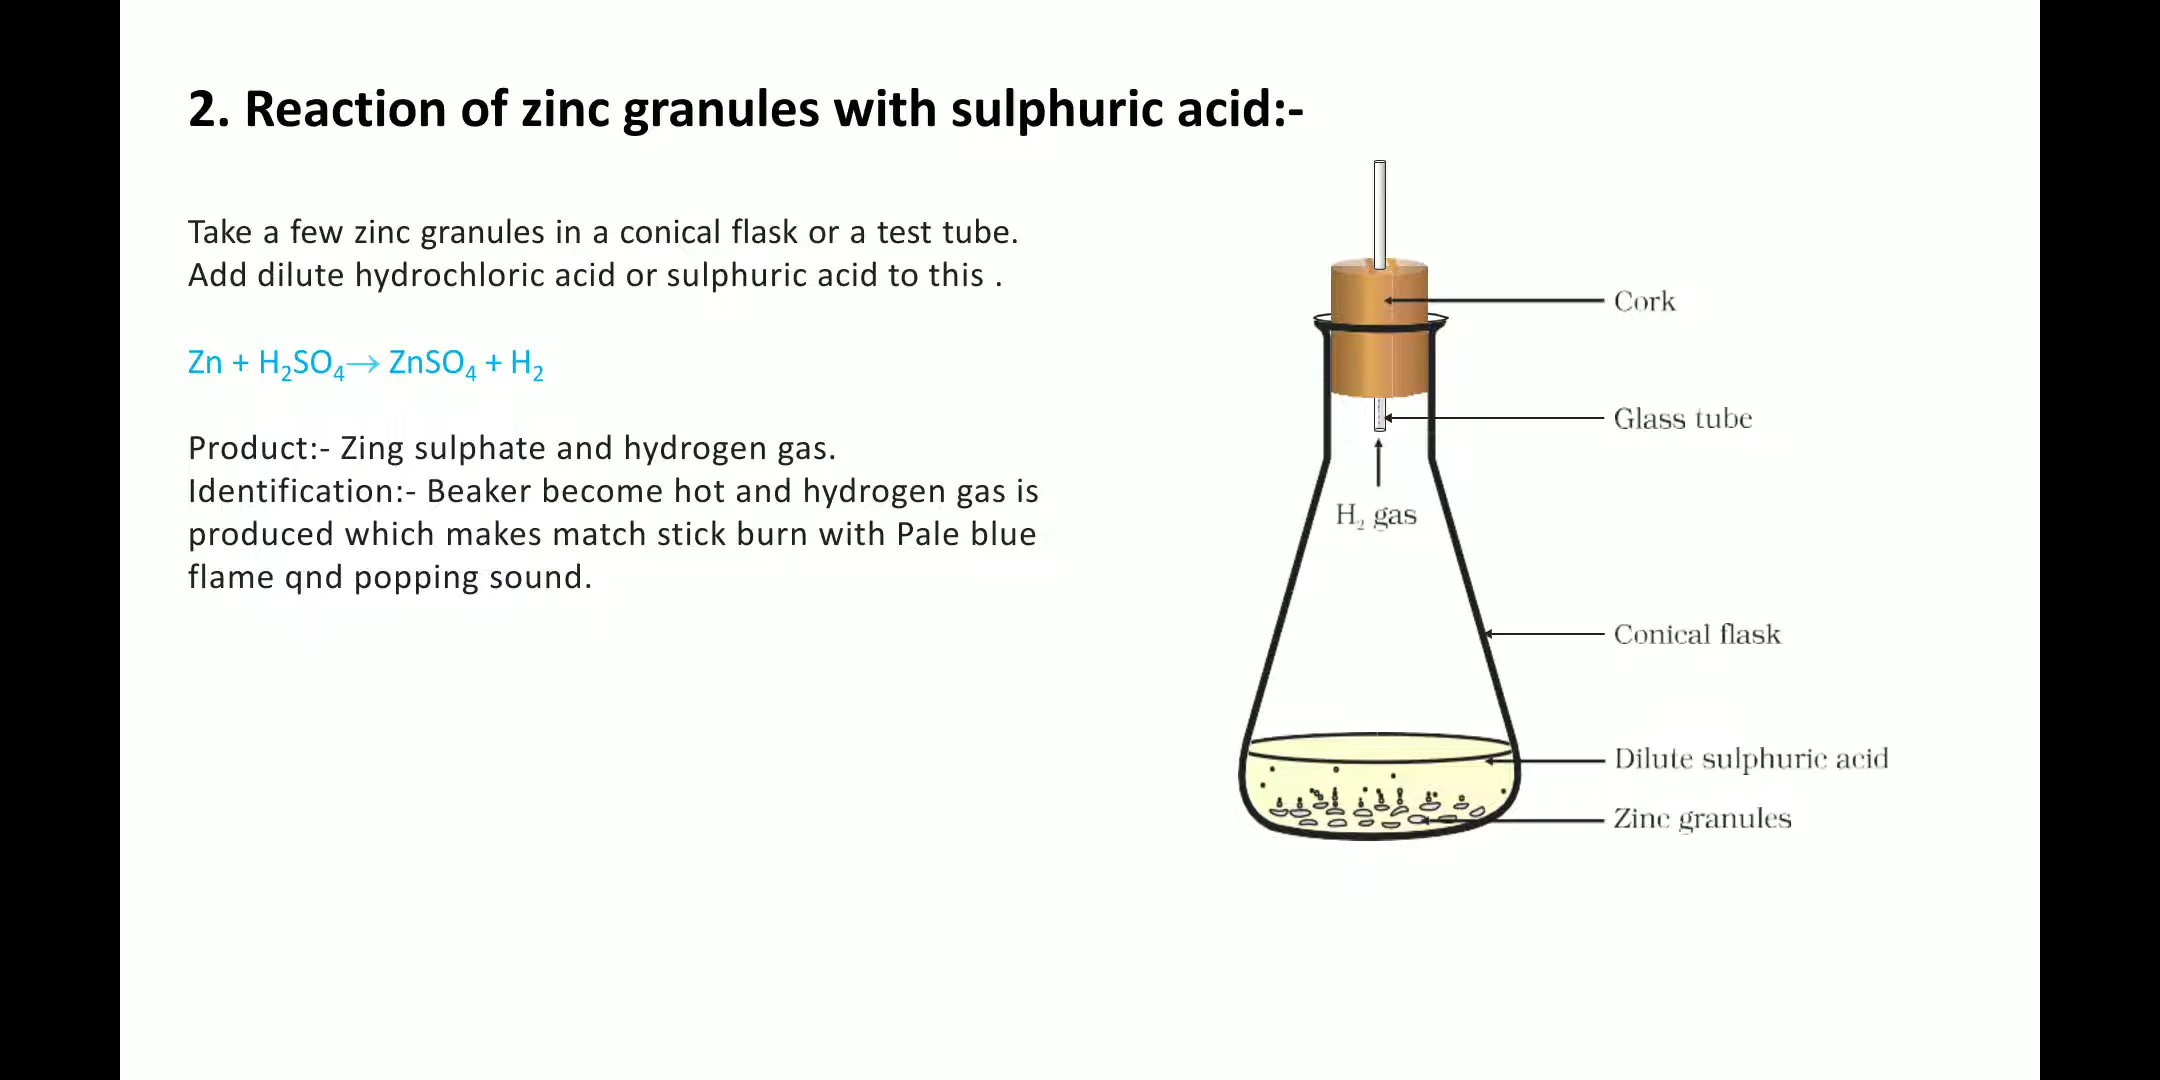 2. Reaction of zinc granules with sulphuric acid:-
Take a few zinc granules in a conical flask or a test tube.
Add dilute hydrochloric acid or sulphuric acid to this .
Zn + H₂SO₄→ ZnSO₄ + H₂
Product:- Zing sulphate and hydrogen gas.
Identification:- Beaker become hot and hydrogen gas is
produced which makes match stick burn with Pale blue
flame qnd popping sound.
Cork
Glass tube
H₂ gas
Conical flask
Dilute sulphuric acid
Zinc granules